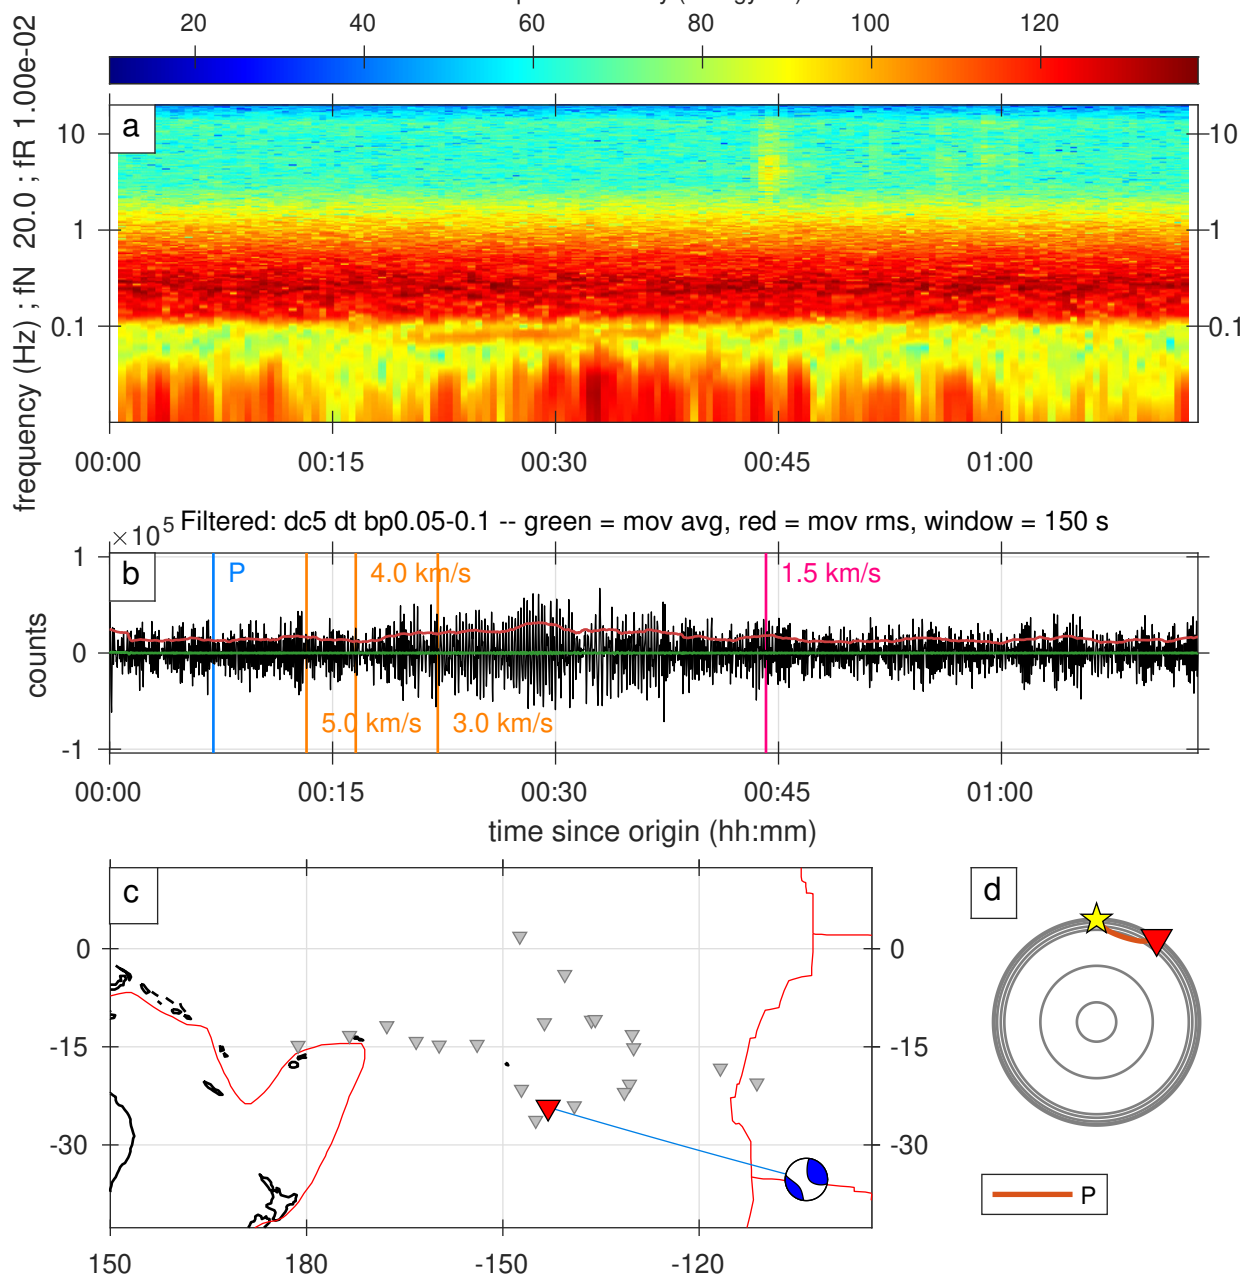 20 40 60 80 100 120
a
frequency (Hz) ; fN 20.0 ; fR 1.00e-02
10 10
1 1
0.1 0.1
00:00 00:15 00:30 00:45 01:00
×10⁵ Filtered: dc5 dt bp0.05-0.1 -- green = mov avg, red = mov rms, window = 150 s
b
counts
1
0
-1
P
4.0 km/s
1.5 km/s
5.0 km/s
3.0 km/s
00:00 00:15 00:30 00:45 01:00
time since origin (hh:mm)
c
d
0 0
-15 -15
-30 -30
150 180 -150 -120
P